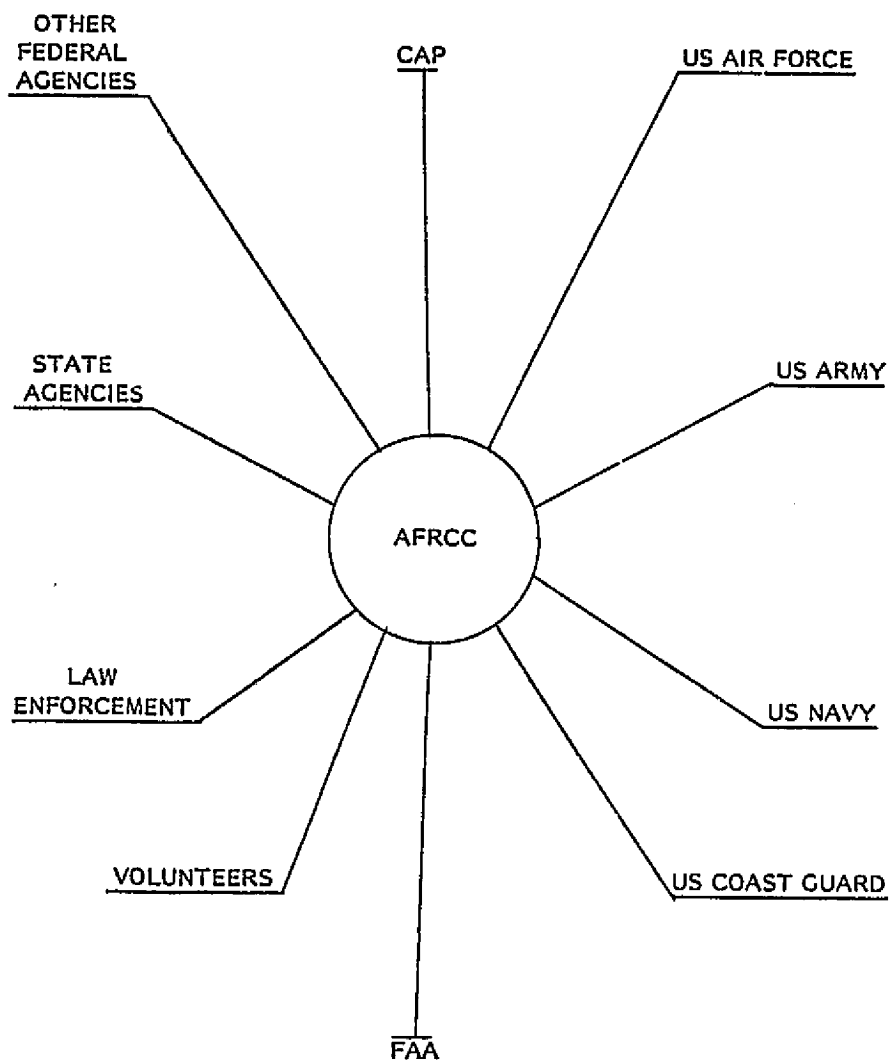 OTHER
FEDERAL
AGENCIES
CAP
US AIR FORCE
STATE
AGENCIES
US ARMY
AFRCC
LAW
ENFORCEMENT
US NAVY
VOLUNTEERS
US COAST GUARD
FAA